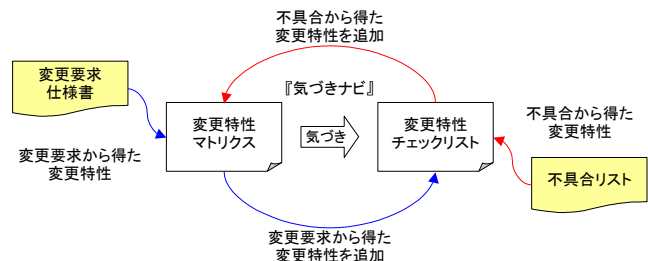 不具合から得た
変更特性を追加
変更要求
仕様書
『気づきナビ』
変更特性
マトリクス
気づき
変更特性
チェックリスト
不具合から得た
変更特性
変更要求から得た
変更特性
不具合リスト
変更要求から得た
変更特性を追加